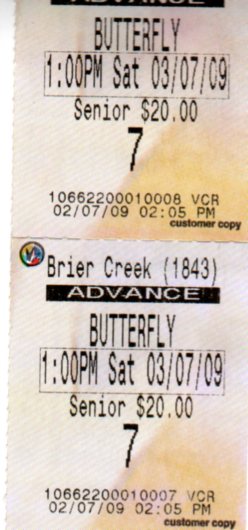 ADVANCE
BUTTERFLY
1:00PM Sat 03/07/09
Senior $20.00
7
10662200010008 VCR
02/07/09 02:05 PM
customer copy
Brier Creek (1843)
ADVANCE
BUTTERFLY
1:00PM Sat 03/07/09
Senior $20.00
7
10662200010007 VCR
02/07/09 02:05 PM
customer copy